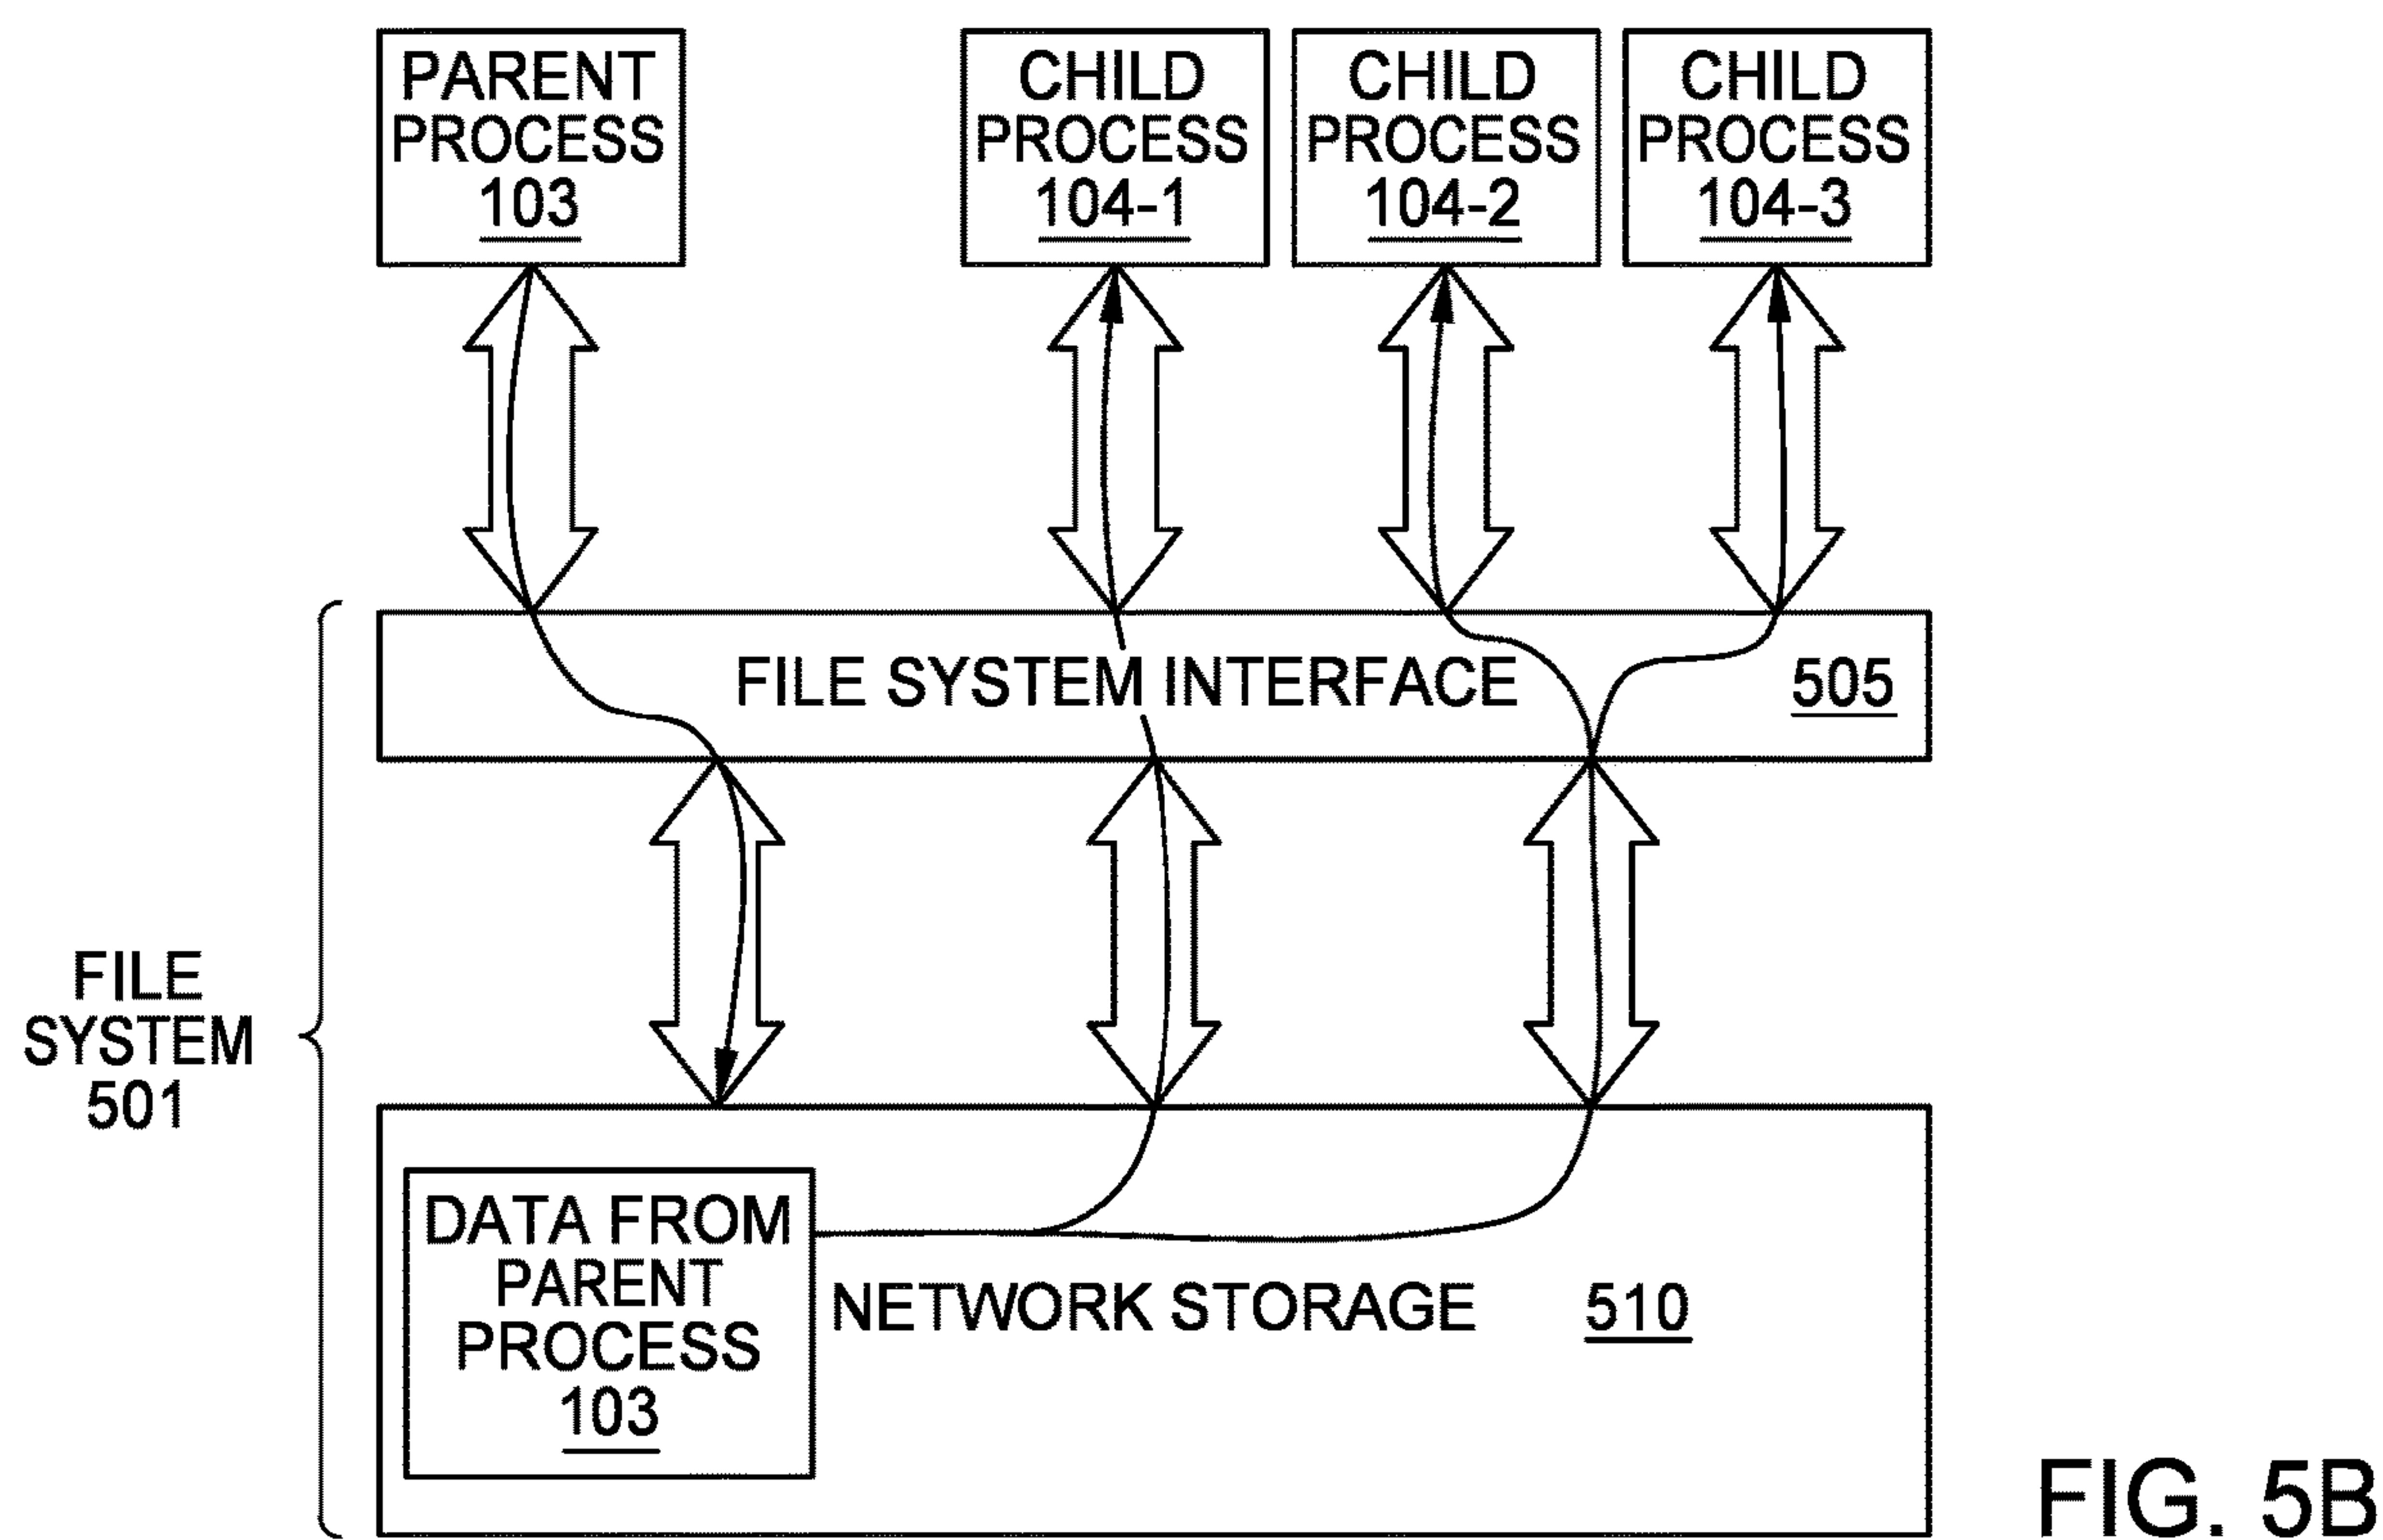 PARENT
PROCESS
103
CHILD
PROCESS
104-1
CHILD
PROCESS
104-2
CHILD
PROCESS
104-3
FILE SYSTEM INTERFACE
505
FILE
SYSTEM
501
DATA FROM
PARENT
PROCESS
103
NETWORK STORAGE
510
FIG. 5B